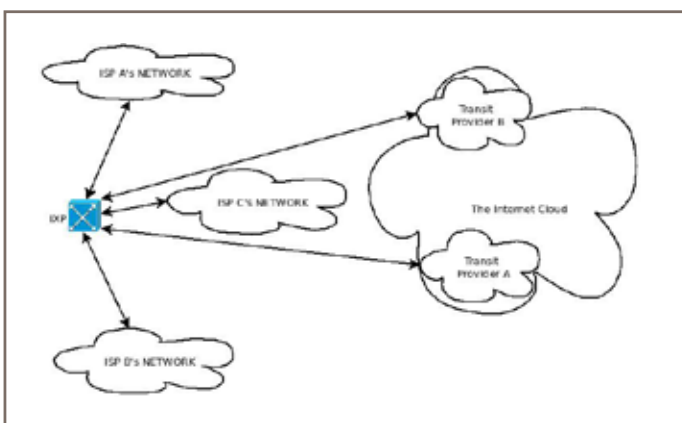 ISP A's NETWORK
Transit
Provider B
IXP
ISP C's NETWORK
The Internet Cloud
Transit
Provider A
ISP B's NETWORK